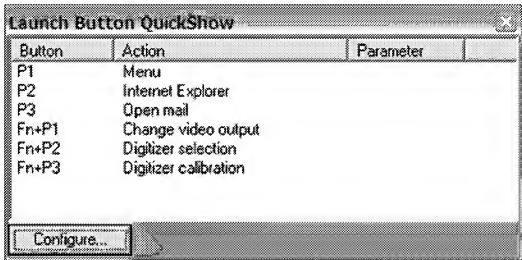 Launch Button QuickShow
Button Action Parameter
P1 Menu
P2 Internet Explorer
P3 Open mail
Fn+P1 Change video output
Fn+P2 Digitizer selection
Fn+P3 Digitizer calibration
Configure...